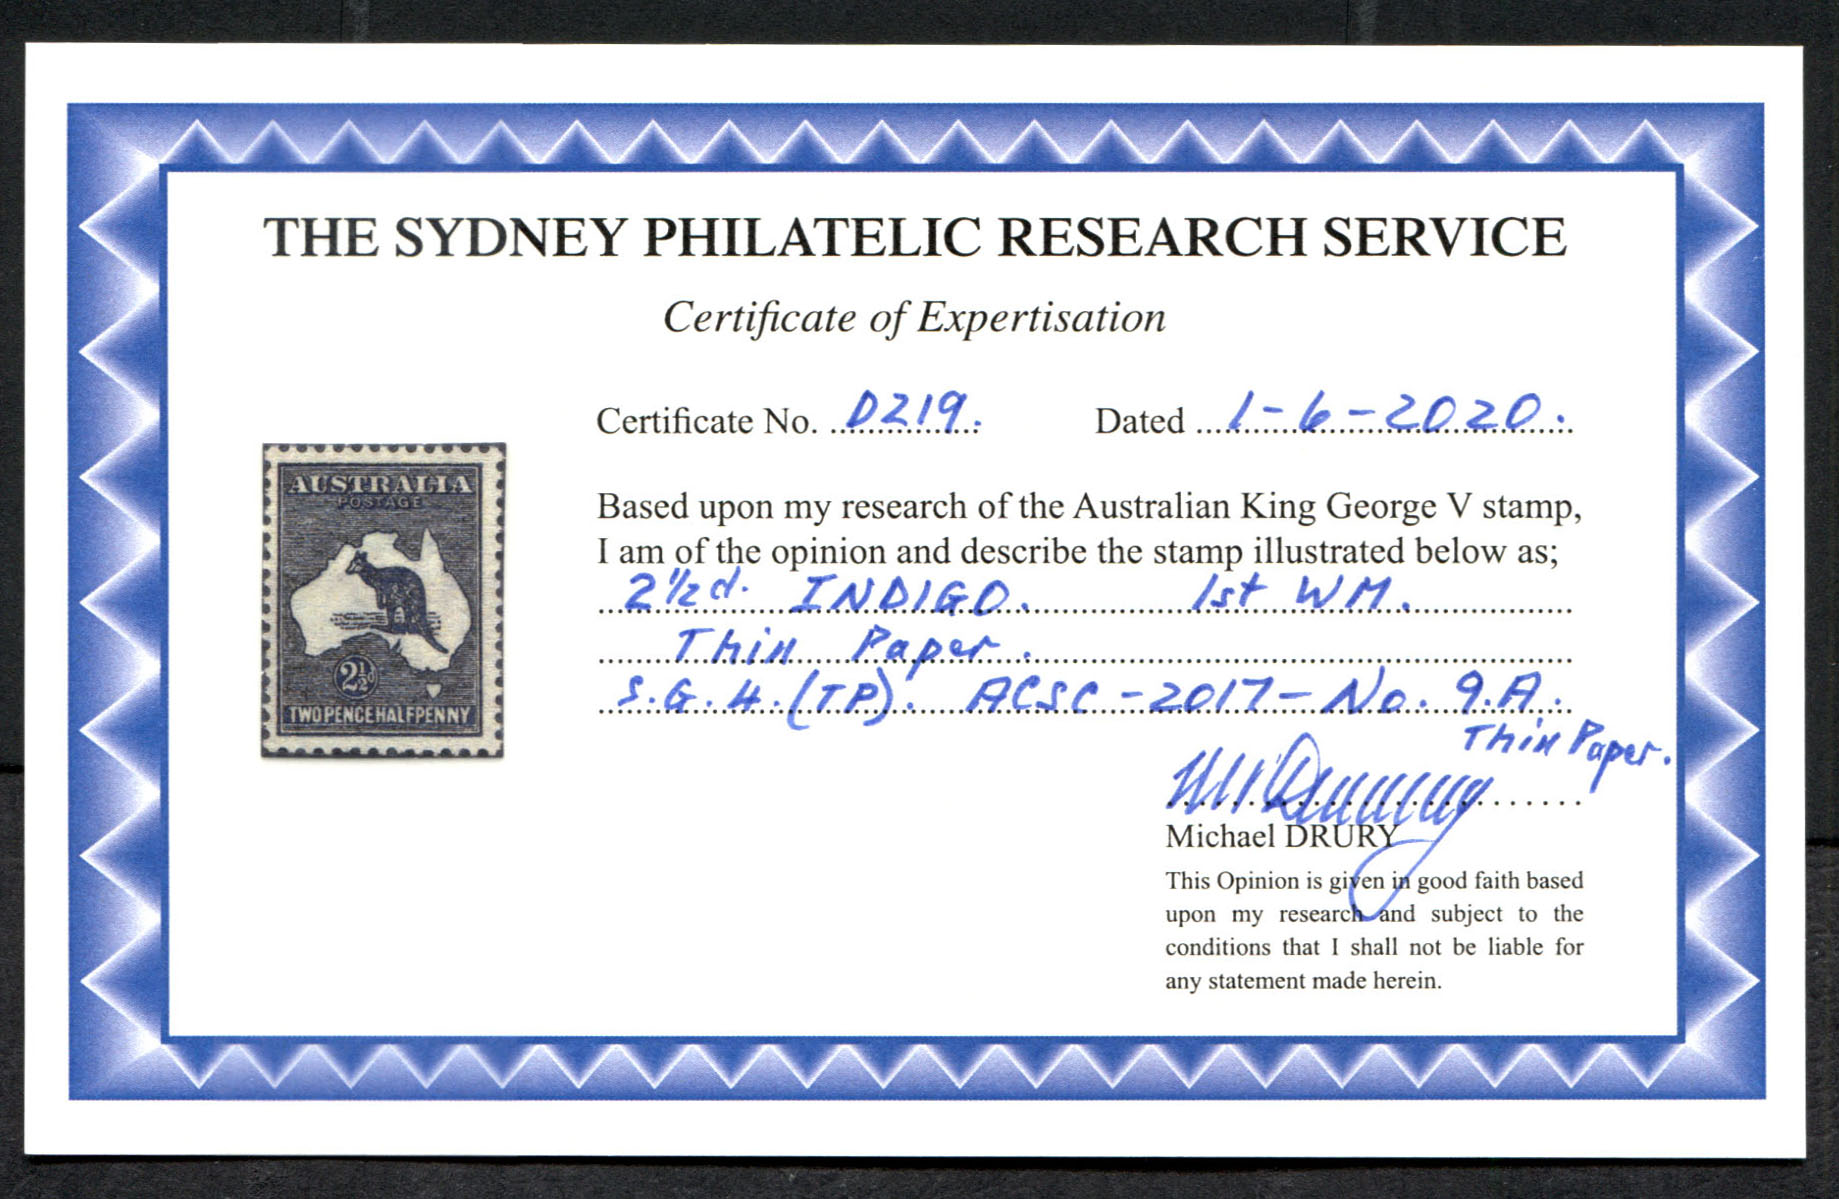 THE SYDNEY PHILATELIC RESEARCH SERVICE
Certificate of Expertisation
Certificate No. D219. Dated 1-6-2020.
AUSTRALIA
POSTAGE
2½d
TWO PENCE HALFPENNY
Based upon my research of the Australian King George V stamp,
I am of the opinion and describe the stamp illustrated below as;
2½d. INDIGO. 1st WM.
Thin Paper.
S.G. 4. (TP). ACSC-2017-No. 9.A.
Thin Paper.
Michael DRURY
This Opinion is given in good faith based
upon my research and subject to the
conditions that I shall not be liable for
any statement made herein.